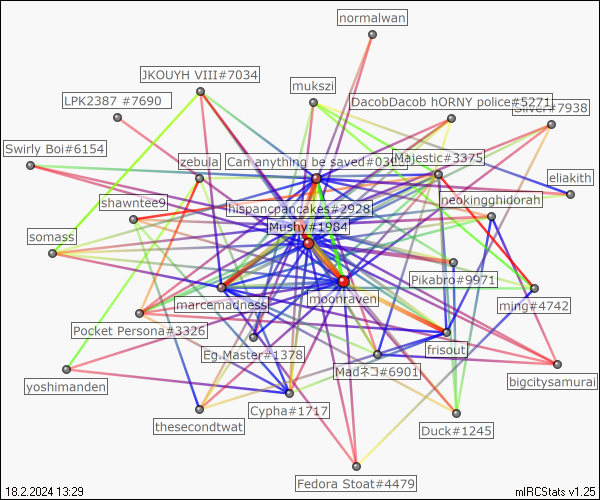 normalwan
JKOUYH VIII#7034
mukszi
LPK2387 #7690
DacobDacob hORNY police#5271
Silver#7938
Swirly Boi#6154
zebula
Can anything be saved#0
Majestic#3375
eliakith
shawntee9
hispancpancakes#2928
neokingghidorah
Mushy#1984
somass
Pikabro#9971
marcemadness
moonraven
ming#4742
Pocket Persona#3326
Eg.Master#1378
frisout
Madネコ#6901
bigcitysamurai
yoshimanden
Cypha#1717
thesecondtwat
Duck#1245
Fedora Stoat#4479
18.2.2024 13:29
mIRCStats v1.25